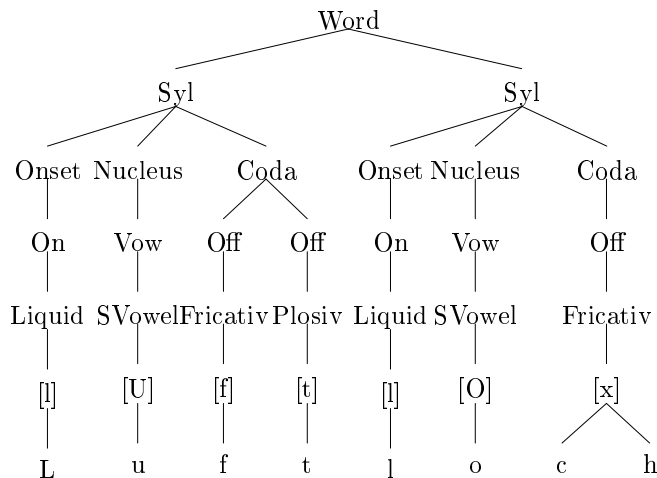 Word
Syl Syl
Onset Nucleus Coda Onset Nucleus Coda
On Vow Off Off On Vow Off
Liquid SVowel Fricativ Plosiv Liquid SVowel Fricativ
[l] [U] [f] [t] [l] [O] [x]
L u f t l o c h